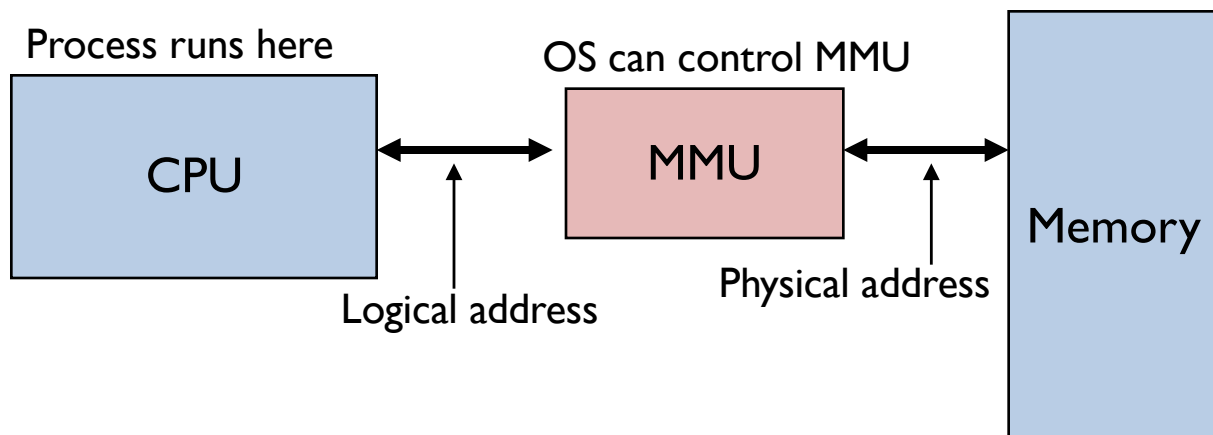 Process runs here
OS can control MMU
CPU
MMU
Memory
Logical address
Physical address